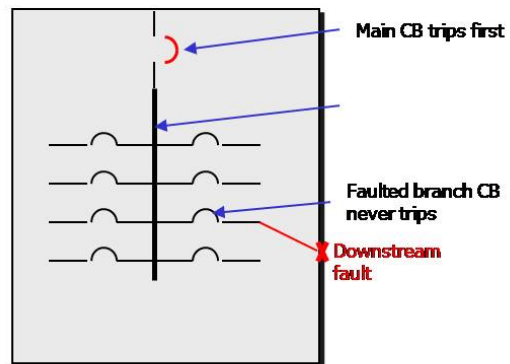 Main CB trips first
Faulted branch CB
never trips
Downstream
fault